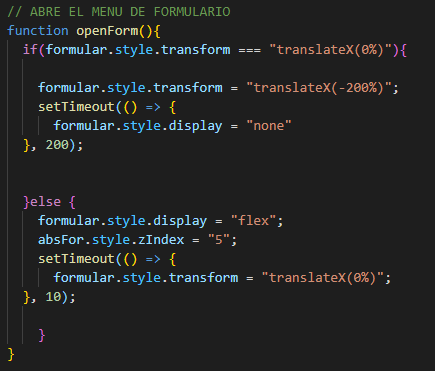 // ABRE EL MENU DE FORMULARIO
function openForm(){
if(formular.style.transform === "translateX(0%)"){
formular.style.transform = "translateX(-200%)";
setTimeout(() => {
formular.style.display = "none"
}, 200);
}else {
formular.style.display = "flex";
absFor.style.zIndex = "5";
setTimeout(() => {
formular.style.transform = "translateX(0%)";
}, 10);
}
}